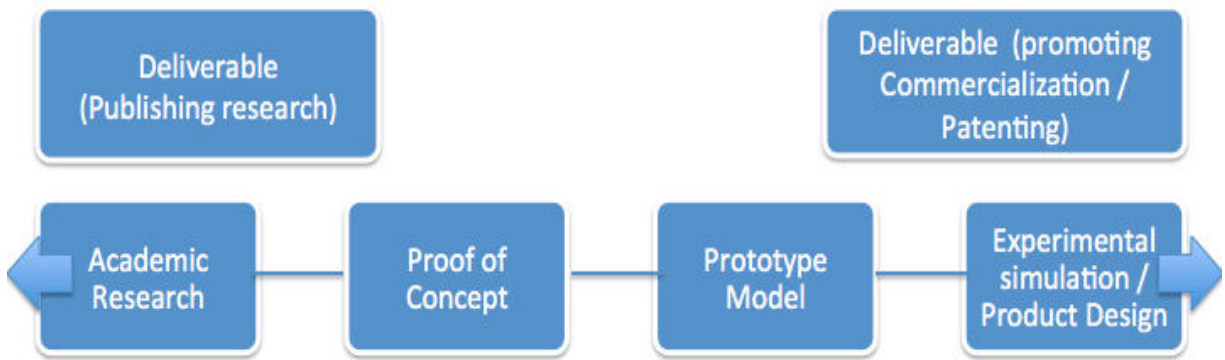 Deliverable
(Publishing research)
Deliverable (promoting
Commercialization /
Patenting)
Academic
Research
Proof of
Concept
Prototype
Model
Experimental
simulation /
Product Design